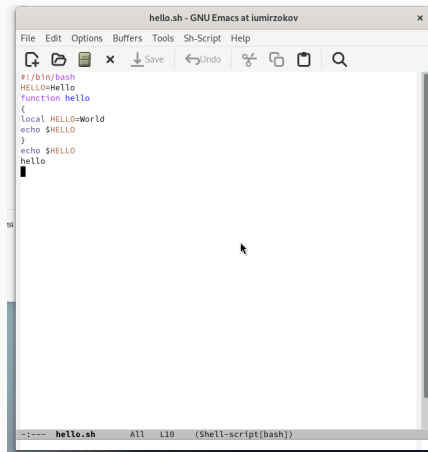 hello.sh - GNU Emacs at iumirzokov
File Edit Options Buffers Tools Sh-Script Help
Save Undo
#!/bin/bash
HELLO=Hello
function hello
{
local HELLO=World
echo $HELLO
}
echo $HELLO
hello
ия
-:--- hello.sh All L10 (Shell-script[bash])